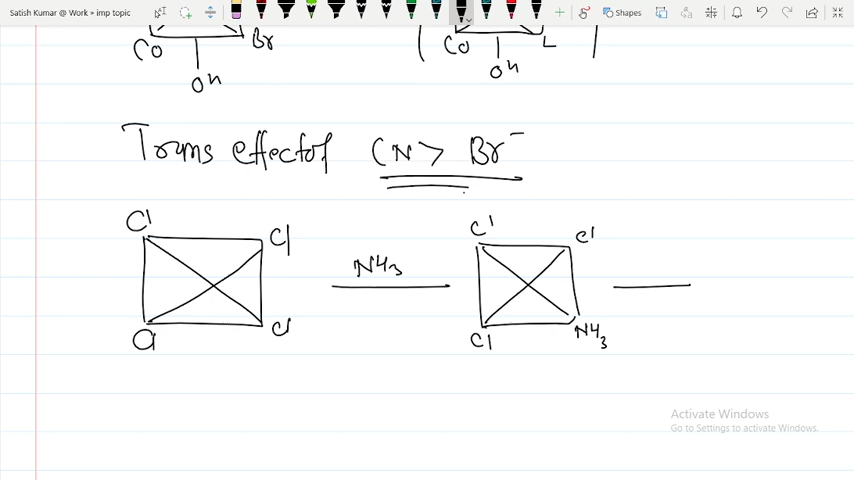 Satish Kumar @ Work » imp topic
Shapes
Co Br
OH
Co L
OH
Trans effect of CN > Br⁻
Cl Cl
Cl Cl
NH3
Cl Cl
Cl NH3
Activate Windows
Go to Settings to activate Windows.